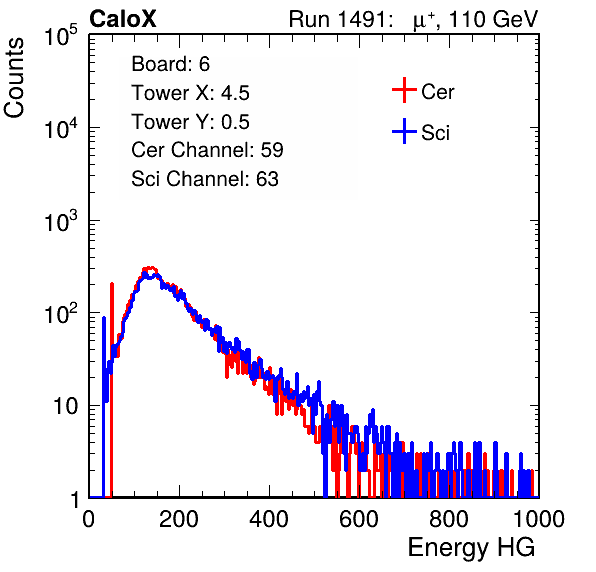 CaloX Run 1491: μ⁺, 110 GeV
Board: 6
Tower X: 4.5
Tower Y: 0.5
Cer Channel: 59
Sci Channel: 63
Cer
Sci
Counts
10⁵
10⁴
10³
10²
10
1
0 200 400 600 800 1000
Energy HG